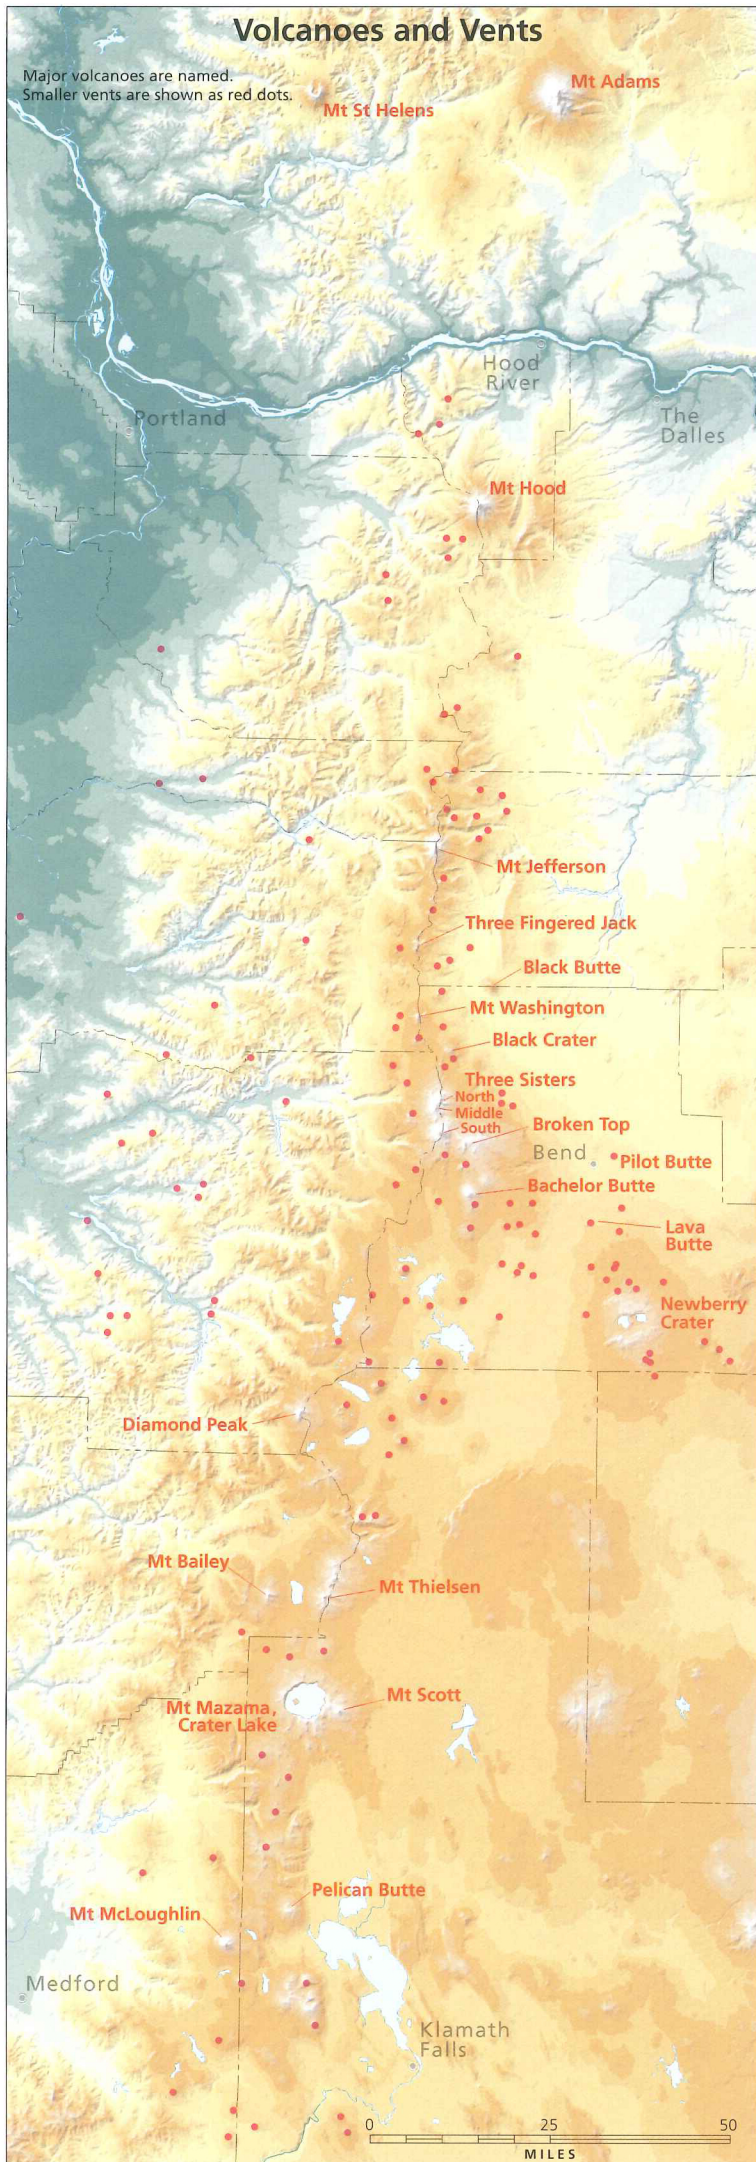 Volcanoes and Vents
Major volcanoes are named.
Smaller vents are shown as red dots.
Mt Adams
Mt St Helens
Hood
River
Portland
The
Dalles
Mt Hood
Mt Jefferson
Three Fingered Jack
Black Butte
Mt Washington
Black Crater
Three Sisters
North
Middle
South
Broken Top
Bend
Pilot Butte
Bachelor Butte
Lava
Butte
Newberry
Crater
Diamond Peak
Mt Bailey
Mt Thielsen
Mt Scott
Mt Mazama,
Crater Lake
Pelican Butte
Mt McLoughlin
Medford
Klamath
Falls
0 25 50
MILES